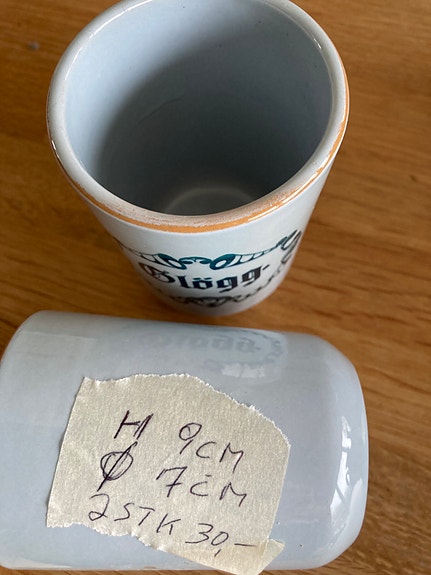 Glögg
H 9CM
Ø 7CM
2STK 30,-